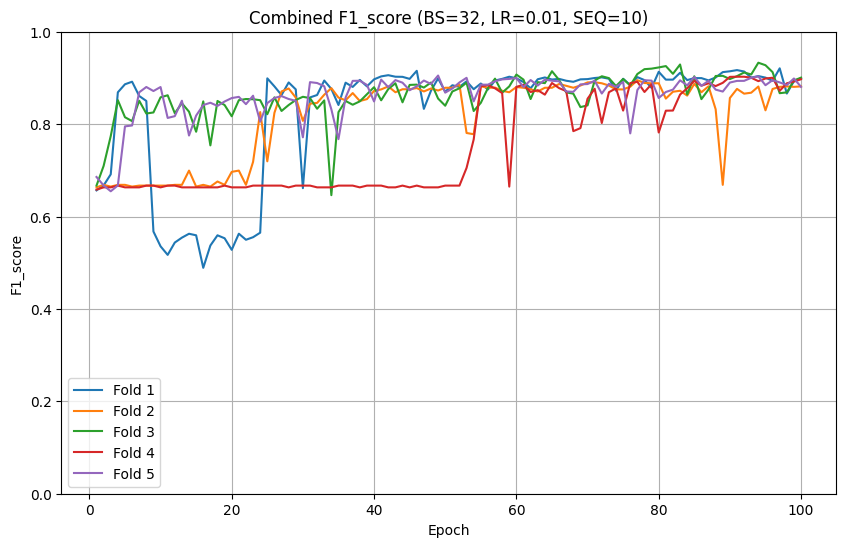 Combined F1_score (BS=32, LR=0.01, SEQ=10)
1.0
0.8
0.6
0.4
0.2
0.0
F1_score
Fold 1
Fold 2
Fold 3
Fold 4
Fold 5
0 20 40 60 80 100
Epoch